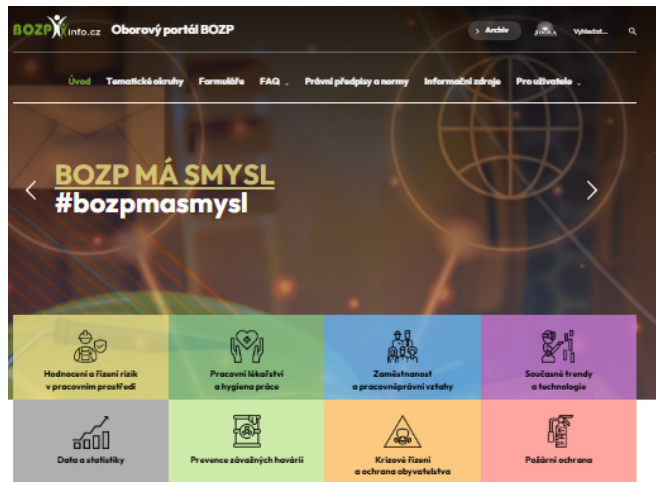 BOZPinfo.cz Oborový portál BOZP
› Archiv
Vyhledat...
Úvod Tematické okruhy Formuláře FAQ Právní předpisy a normy Informační zdroje Pro uživatele
BOZP MÁ SMYSL
#bozpmasmysl
Hodnocení a řízení rizik
v pracovním prostředí
Pracovní lékařství
a hygiena práce
Zaměstnanost
a pracovněprávní vztahy
Současné trendy
a technologie
Data a statistiky
Prevence závažných havárií
Krizové řízení
a ochrana obyvatelstva
Požární ochrana